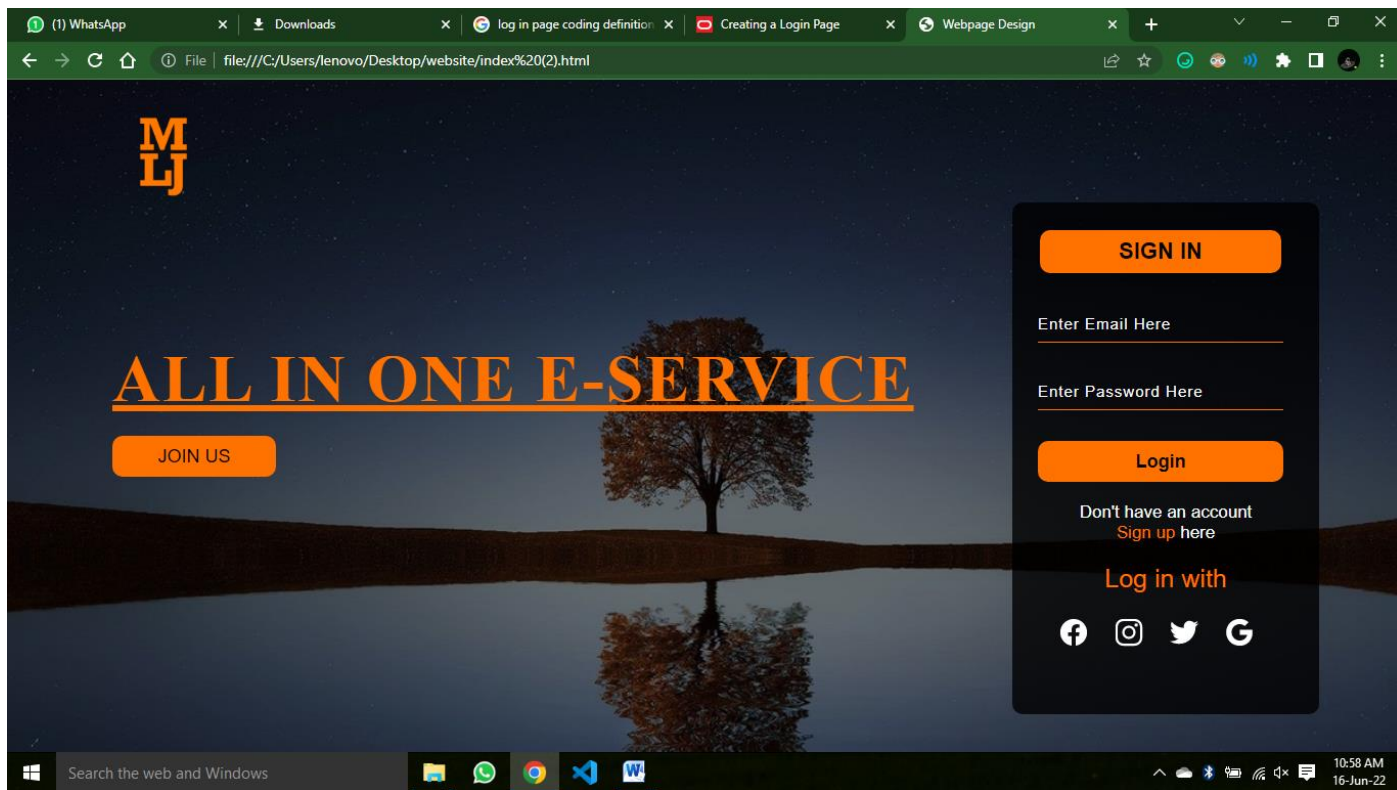 (1) WhatsApp
Downloads
log in page coding definition
Creating a Login Page
Webpage Design
File
file:///C:/Users/lenovo/Desktop/website/index%20(2).html
M
LJ
SIGN IN
Enter Email Here
ALL IN ONE E-SERVICE
Enter Password Here
JOIN US
Login
Don't have an account
Sign up here
Log in with
Search the web and Windows
10:58 AM
16-Jun-22